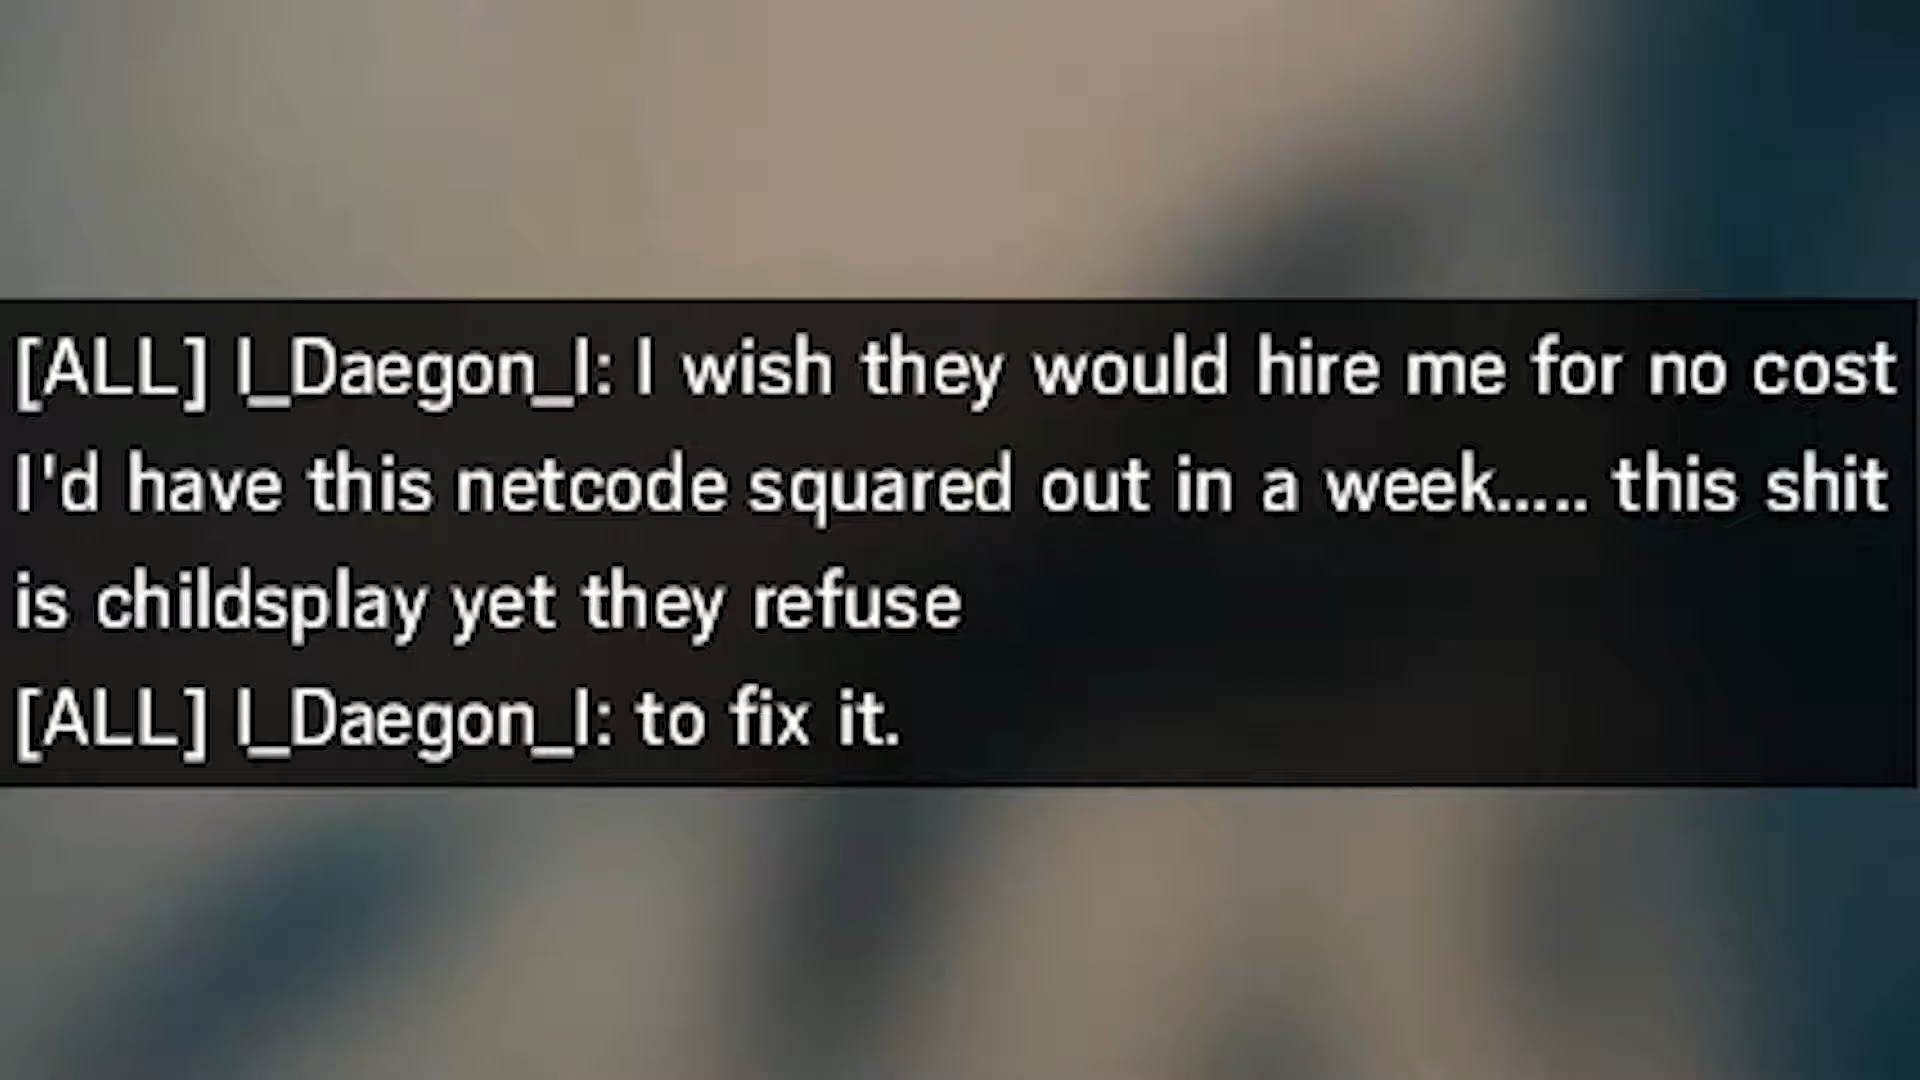 [ALL] I_Daegon_I: I wish they would hire me for no cost
I'd have this netcode squared out in a week..... this shit
is childsplay yet they refuse
[ALL] I_Daegon_I: to fix it.